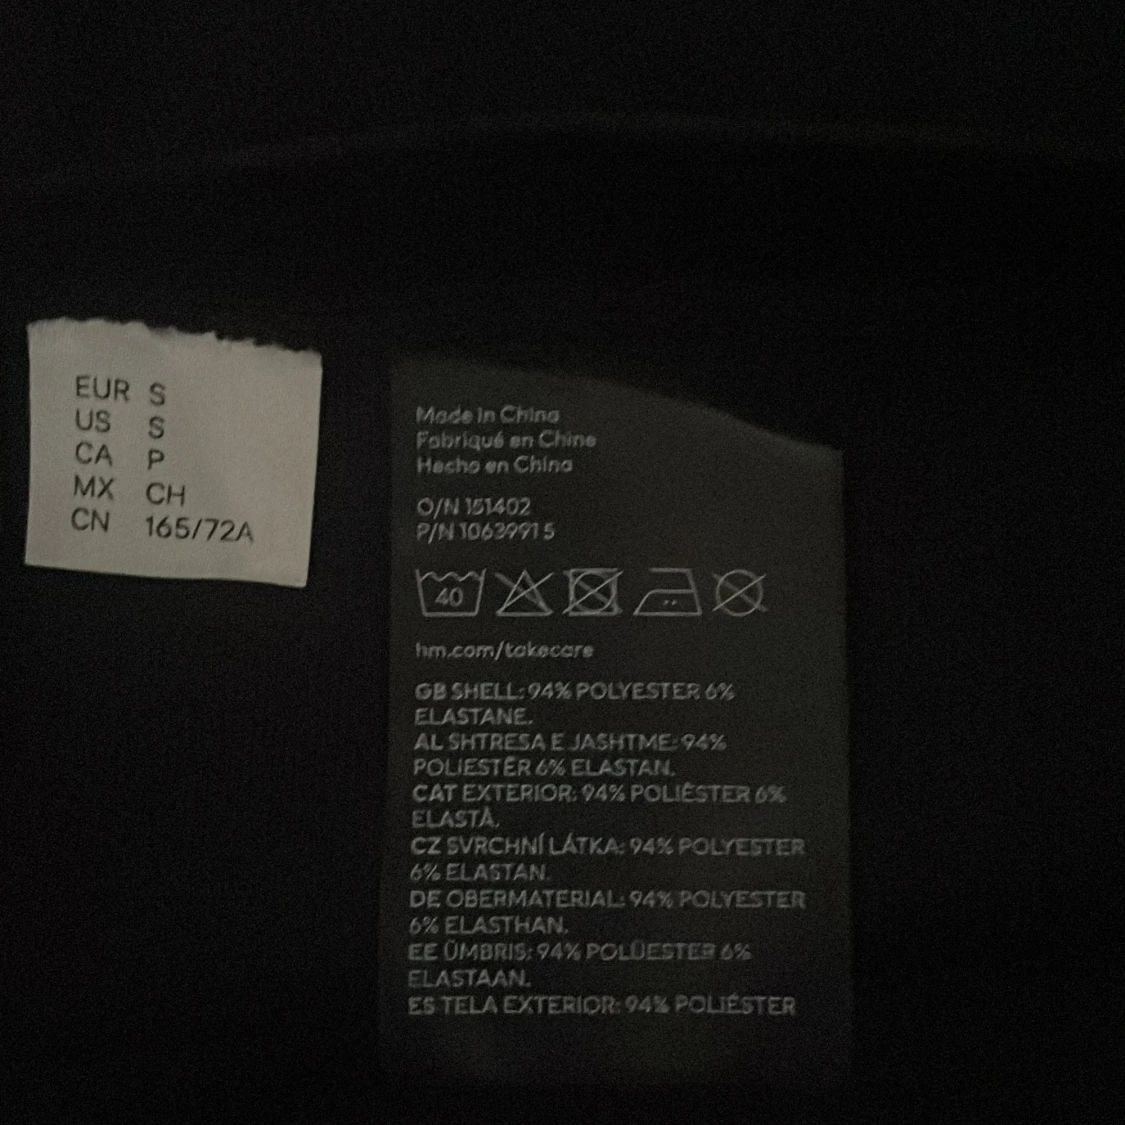 EUR S
US S
CA P
MX CH
CN 165/72A
Made in China
Fabriqué en Chine
Hecho en China
O/N 151402
P/N 10639915
40
hm.com/takecare
GB SHELL: 94% POLYESTER 6%
ELASTANE.
AL SHTRESA E JASHTME: 94%
POLIESTËR 6% ELASTAN.
CAT EXTERIOR: 94% POLIÈSTER 6%
ELASTÀ.
CZ SVRCHNÍ LÁTKA: 94% POLYESTER
6% ELASTAN.
DE OBERMATERIAL: 94% POLYESTER
6% ELASTHAN.
EE ÜMBRIS: 94% POLÜESTER 6%
ELASTAAN.
ES TELA EXTERIOR: 94% POLIÉSTER